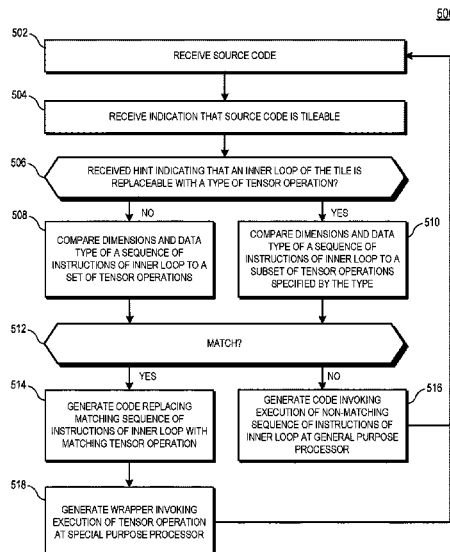 500
502
RECEIVE SOURCE CODE
504
RECEIVE INDICATION THAT SOURCE CODE IS TILEABLE
506
RECEIVED HINT INDICATING THAT AN INNER LOOP OF THE TILE IS
REPLACEABLE WITH A TYPE OF TENSOR OPERATION?
508
NO
YES
510
COMPARE DIMENSIONS AND DATA
TYPE OF A SEQUENCE OF
INSTRUCTIONS OF INNER LOOP TO A
SET OF TENSOR OPERATIONS
COMPARE DIMENSIONS AND DATA
TYPE OF A SEQUENCE OF
INSTRUCTIONS OF INNER LOOP TO A
SUBSET OF TENSOR OPERATIONS
SPECIFIED BY THE TYPE
512
MATCH?
514
YES
NO
516
GENERATE CODE REPLACING
MATCHING SEQUENCE OF
INSTRUCTIONS OF INNER LOOP WITH
MATCHING TENSOR OPERATION
GENERATE CODE INVOKING
EXECUTION OF NON-MATCHING
SEQUENCE OF INSTRUCTIONS OF
INNER LOOP AT GENERAL PURPOSE
PROCESSOR
518
GENERATE WRAPPER INVOKING
EXECUTION OF TENSOR OPERATION
AT SPECIAL PURPOSE PROCESSOR